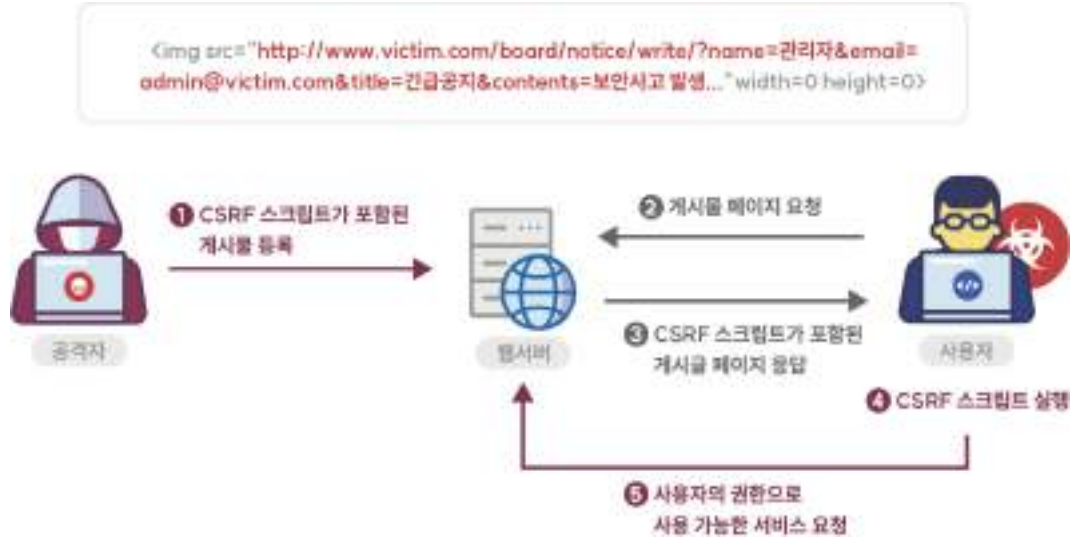 <img src="http://www.victim.com/board/notice/write/?name=관리자&email=
admin@victim.com&title=긴급공지&contents=보안사고 발생..." width=0 height=0>
❶ CSRF 스크립트가 포함된
게시물 등록
❷ 게시물 페이지 요청
❸ CSRF 스크립트가 포함된
게시글 페이지 응답
공격자
웹서버
사용자
❹ CSRF 스크립트 실행
❺ 사용자의 권한으로
사용 가능한 서비스 요청